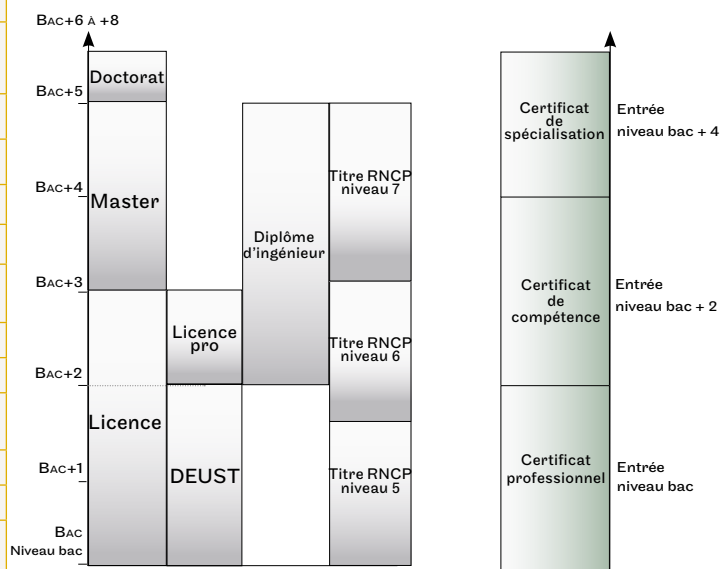 BAC+6 À +8
Doctorat
BAC+5
Master
BAC+4
BAC+3
Licence
BAC+2
BAC+1
BAC
Niveau bac
Licence
pro
DEUST
Diplôme
d'ingénieur
Titre RNCP
niveau 7
Titre RNCP
niveau 6
Titre RNCP
niveau 5
Certificat
de
spécialisation
Entrée
niveau bac + 4
Certificat
de
compétence
Entrée
niveau bac + 2
Certificat
professionnel
Entrée
niveau bac